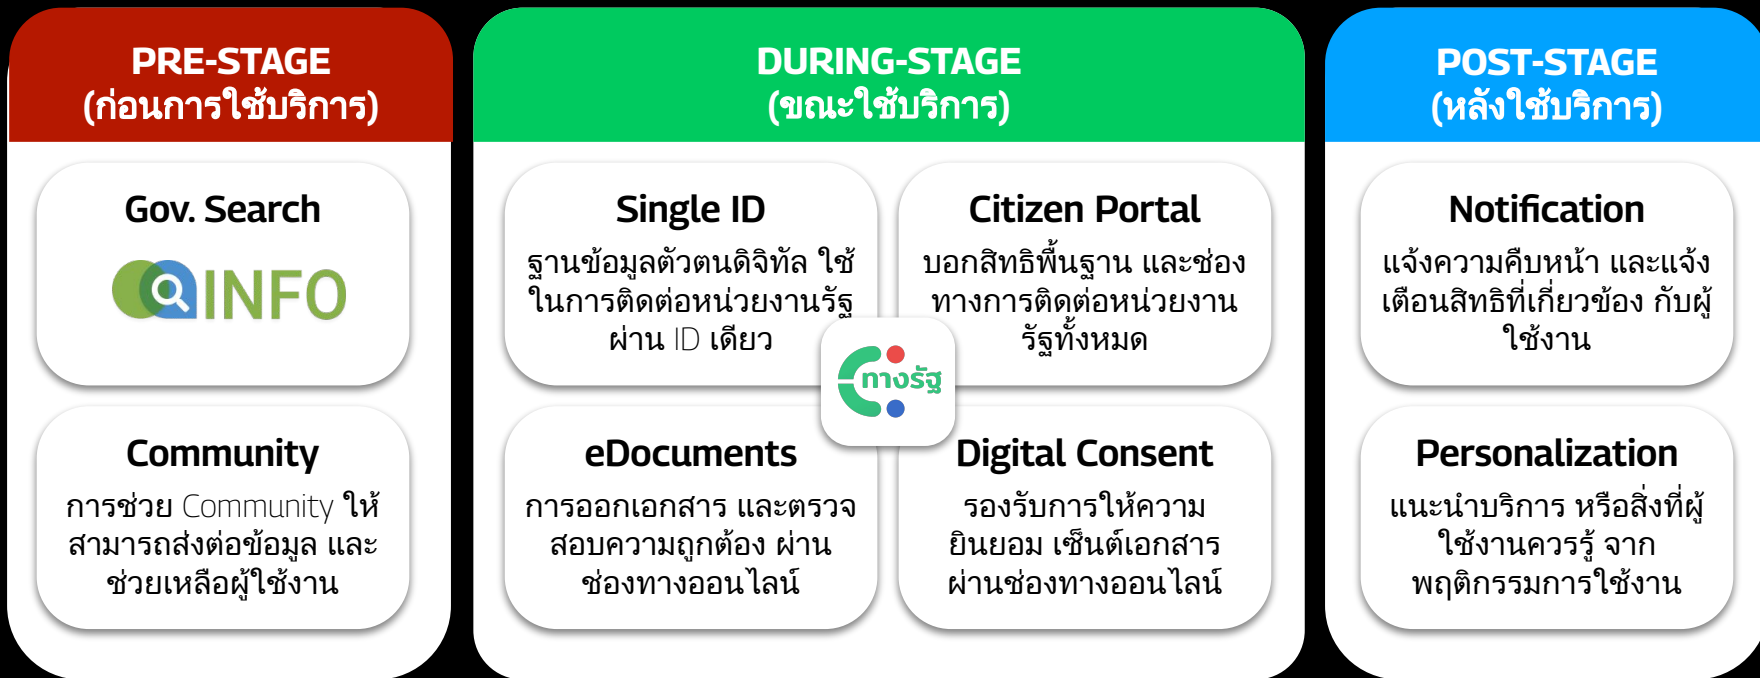 PRE-STAGE
(ก่อนการใช้บริการ)
Gov. Search
INFO
Community
การช่วย Community ให้
สามารถส่งต่อข้อมูล และ
ช่วยเหลือผู้ใช้งาน
DURING-STAGE
(ขณะใช้บริการ)
Single ID
ฐานข้อมูลตัวตนดิจิทัล ใช้
ในการติดต่อหน่วยงานรัฐ
ผ่าน ID เดียว
Citizen Portal
บอกสิทธิพื้นฐาน และช่อง
ทางการติดต่อหน่วยงาน
รัฐทั้งหมด
ทางรัฐ
eDocuments
การออกเอกสาร และตรวจ
สอบความถูกต้อง ผ่าน
ช่องทางออนไลน์
Digital Consent
รองรับการให้ความ
ยินยอม เซ็นต์เอกสาร
ผ่านช่องทางออนไลน์
POST-STAGE
(หลังใช้บริการ)
Notification
แจ้งความคืบหน้า และแจ้ง
เตือนสิทธิที่เกี่ยวข้อง กับผู้
ใช้งาน
Personalization
แนะนำบริการ หรือสิ่งที่ผู้
ใช้งานควรรู้ จาก
พฤติกรรมการใช้งาน